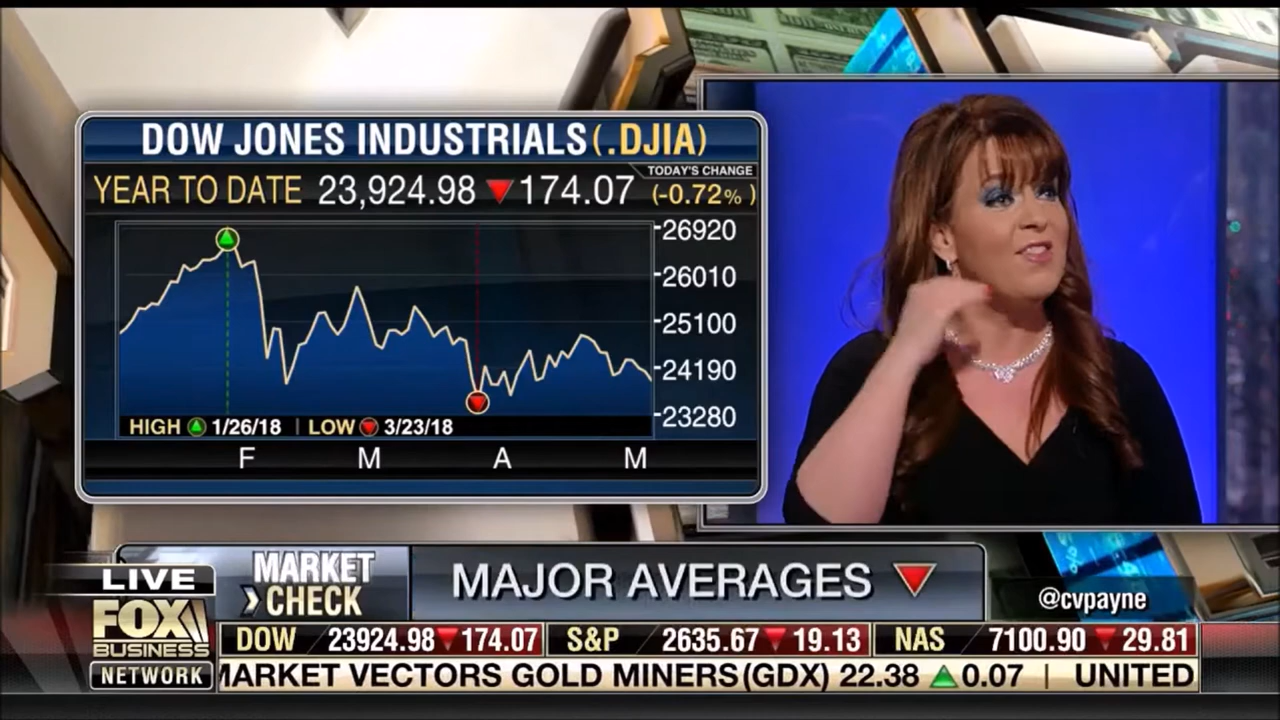 DOW JONES INDUSTRIALS (.DJIA)
TODAY'S CHANGE
YEAR TO DATE 23,924.98 ▼ 174.07 (-0.72%)
26920
26010
25100
24190
23280
HIGH ▲ 1/26/18 | LOW ▼ 3/23/18
F M A M
LIVE
FOX
BUSINESS
NETWORK
MARKET
CHECK
MAJOR AVERAGES ▼
@cvpayne
DOW 23924.98 ▼ 174.07 S&P 2635.67 ▼ 19.13 NAS 7100.90 ▼ 29.81
MARKET VECTORS GOLD MINERS (GDX) 22.38 ▲ 0.07 | UNITED